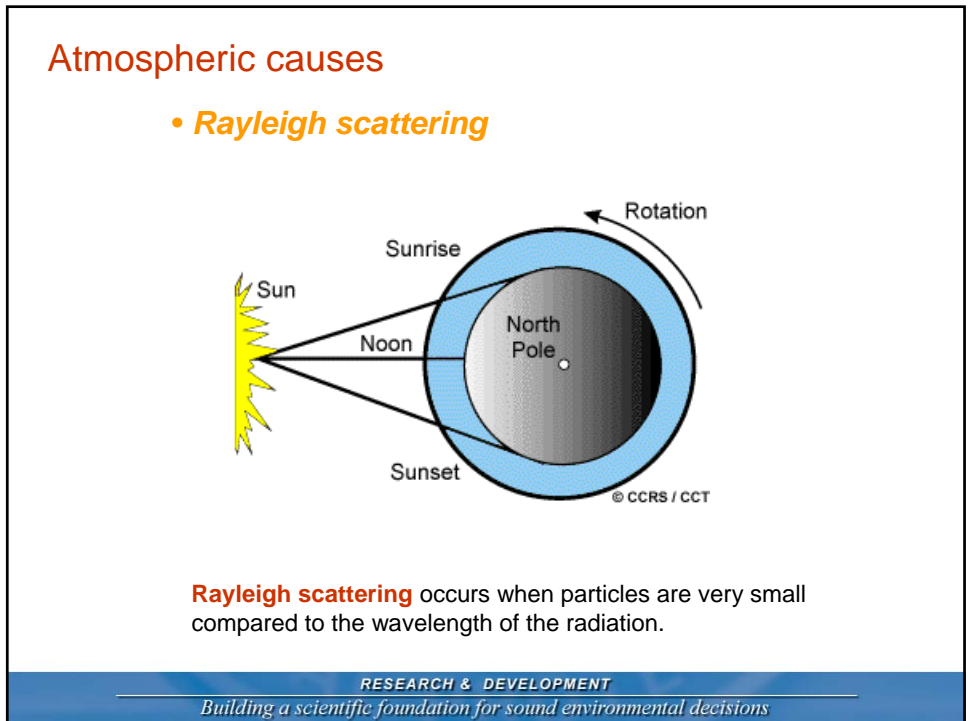 Atmospheric causes
• Rayleigh scattering
Rotation
Sunrise
Sun
Noon
North
Pole
Sunset
© CCRS / CCT
Rayleigh scattering occurs when particles are very small
compared to the wavelength of the radiation.
RESEARCH & DEVELOPMENT
Building a scientific foundation for sound environmental decisions